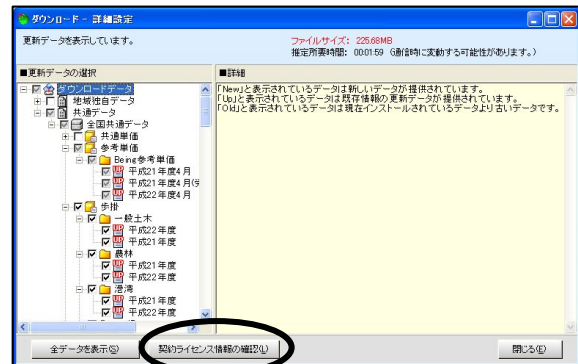 ダウンロード - 詳細設定
更新データを表示しています。
ファイルサイズ: 225.68MB
推定所要時間: 00:01:59 (通信時に変動する可能性があります。)
■更新データの選択
ダウンロードデータ
地域独自データ
共通データ
全国共通データ
共通単価
参考単価
Being参考単価
平成21年度4月
平成21年度4月(デ
平成22年度4月
歩掛
一般土木
平成22年度
平成21年度
農林
平成21年度
平成22年度
港湾
平成21年度
平成22年度
■詳細
「New」と表示されているデータは新しいデータが提供されています。
「Up」と表示されているデータは既存情報の更新データが提供されています。
「Old」と表示されているデータは現在インストールされているデータより古いデータです。
全データを表示(S)
契約ライセンス情報の確認(L)
閉じる(E)